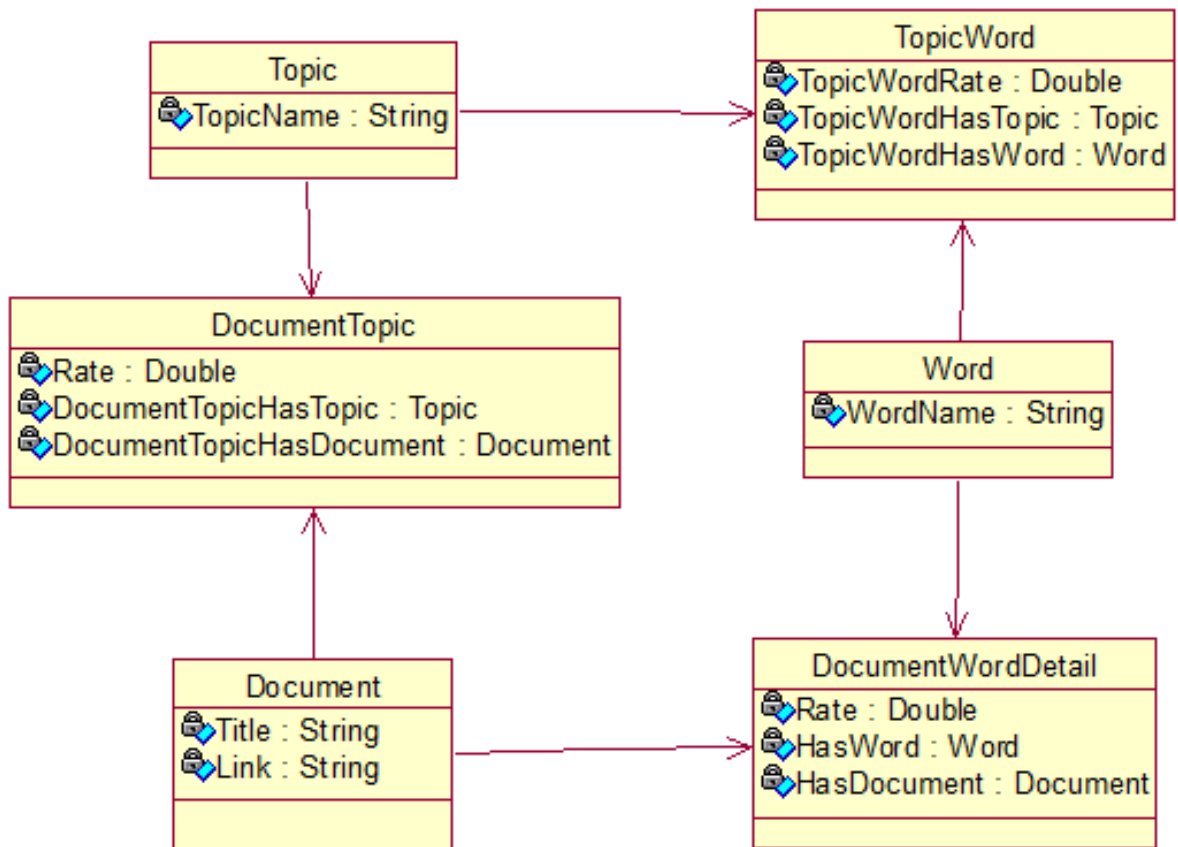 Topic
TopicName : String
TopicWord
TopicWordRate : Double
TopicWordHasTopic : Topic
TopicWordHasWord : Word
DocumentTopic
Rate : Double
DocumentTopicHasTopic : Topic
DocumentTopicHasDocument : Document
Word
WordName : String
Document
Title : String
Link : String
DocumentWordDetail
Rate : Double
HasWord : Word
HasDocument : Document